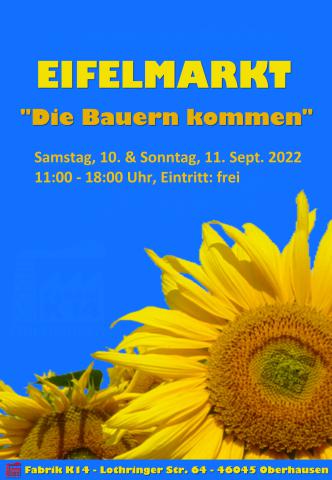 EIFELMARKT
"Die Bauern kommen"
Samstag, 10. & Sonntag, 11. Sept. 2022
11:00 - 18:00 Uhr, Eintritt: frei
K14
Fabrik K14 - Lothringer Str. 64 - 46045 Oberhausen